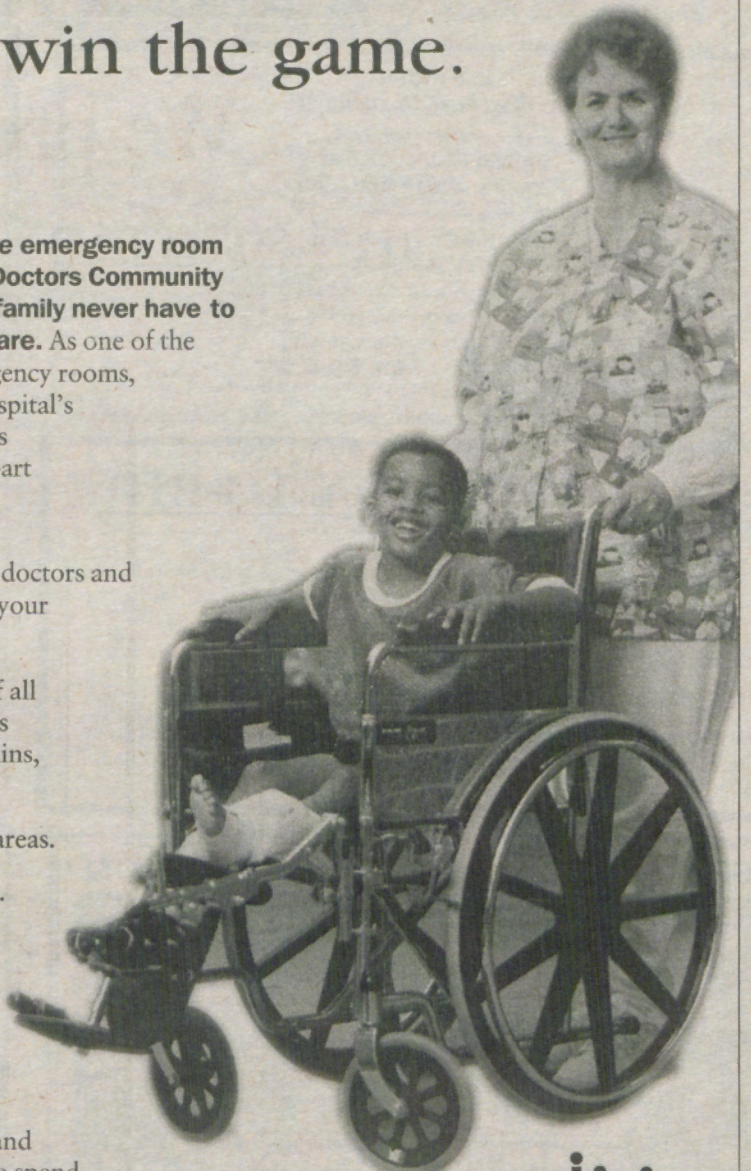 win the game.
e emergency room
Doctors Community
family never have to
are. As one of the
gency rooms,
spital's
s
art
doctors and
your
f all
s
ins,
areas.
.
and
e spend